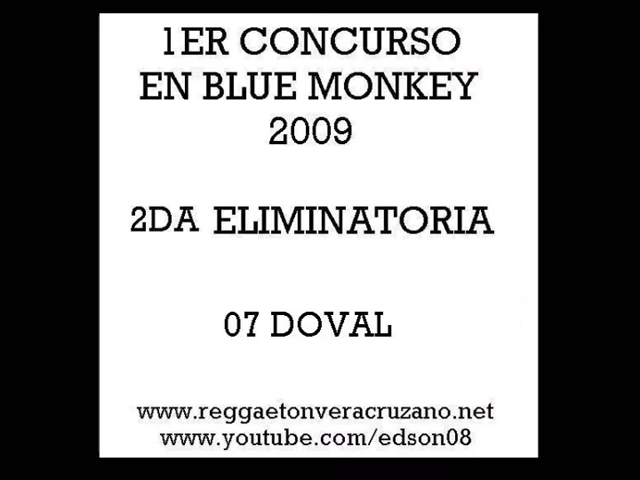 1ER CONCURSO
EN BLUE MONKEY
2009
2DA ELIMINATORIA
07 DOVAL
www.reggaetonveracruzano.net
www.youtube.com/edson08